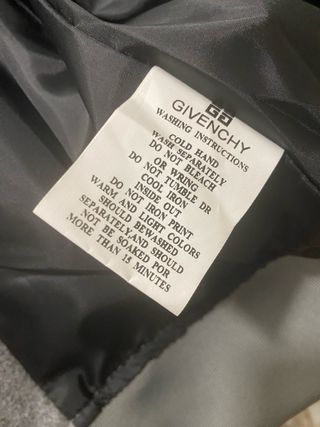 GIVENCHY
WASHING INSTRUCTIONS
COLD HAND
WASH SEPARATELY
DO NOT BLEACH
OR WRING
DO NOT TUMBLE DR
COOL IRON
INSIDE OUT
DO NOT IRON PRINT
WARM AND LIGHT COLORS
SHOULD BEWASHED
SEPARATELY,AND SHOULD
NOT BE SOAKED FOR
MORE THAN 15 MINUTES